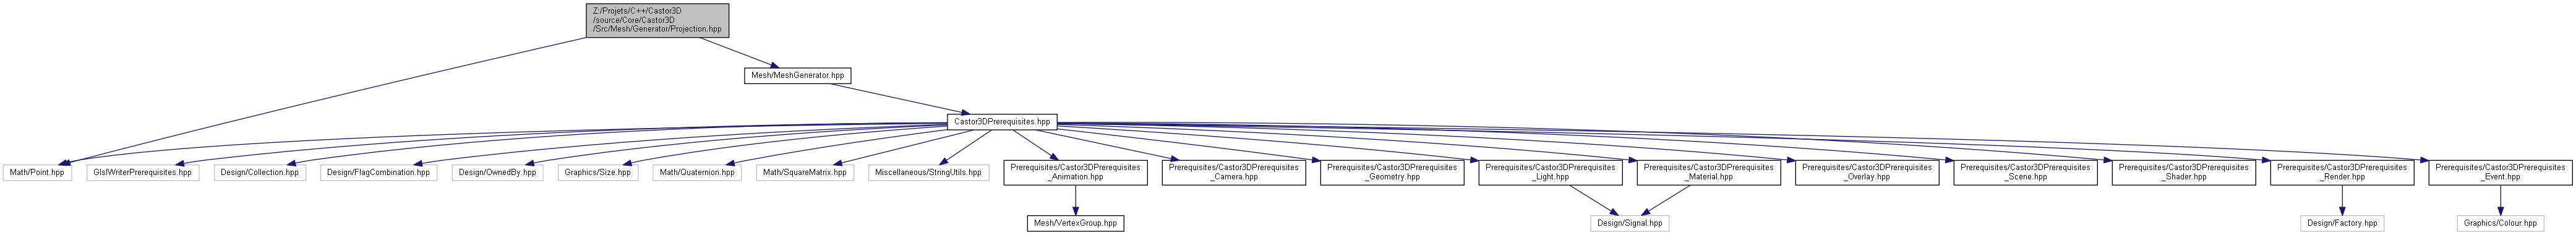 Z:/Projets/C++/Castor3D
/source/Core/Castor3D
/Src/Mesh/Generator/Projection.hpp
Mesh/MeshGenerator.hpp
Castor3DPrerequisites.hpp
Math/Point.hpp
GlslWriterPrerequisites.hpp
Design/Collection.hpp
Design/FlagCombination.hpp
Design/OwnedBy.hpp
Graphics/Size.hpp
Math/Quaternion.hpp
Math/SquareMatrix.hpp
Miscellaneous/StringUtils.hpp
Prerequisites/Castor3DPrerequisites
_Animation.hpp
Prerequisites/Castor3DPrerequisites
_Camera.hpp
Prerequisites/Castor3DPrerequisites
_Geometry.hpp
Prerequisites/Castor3DPrerequisites
_Light.hpp
Prerequisites/Castor3DPrerequisites
_Material.hpp
Prerequisites/Castor3DPrerequisites
_Overlay.hpp
Prerequisites/Castor3DPrerequisites
_Scene.hpp
Prerequisites/Castor3DPrerequisites
_Shader.hpp
Prerequisites/Castor3DPrerequisites
_Render.hpp
Prerequisites/Castor3DPrerequisites
_Event.hpp
Mesh/VertexGroup.hpp
Design/Signal.hpp
Design/Factory.hpp
Graphics/Colour.hpp